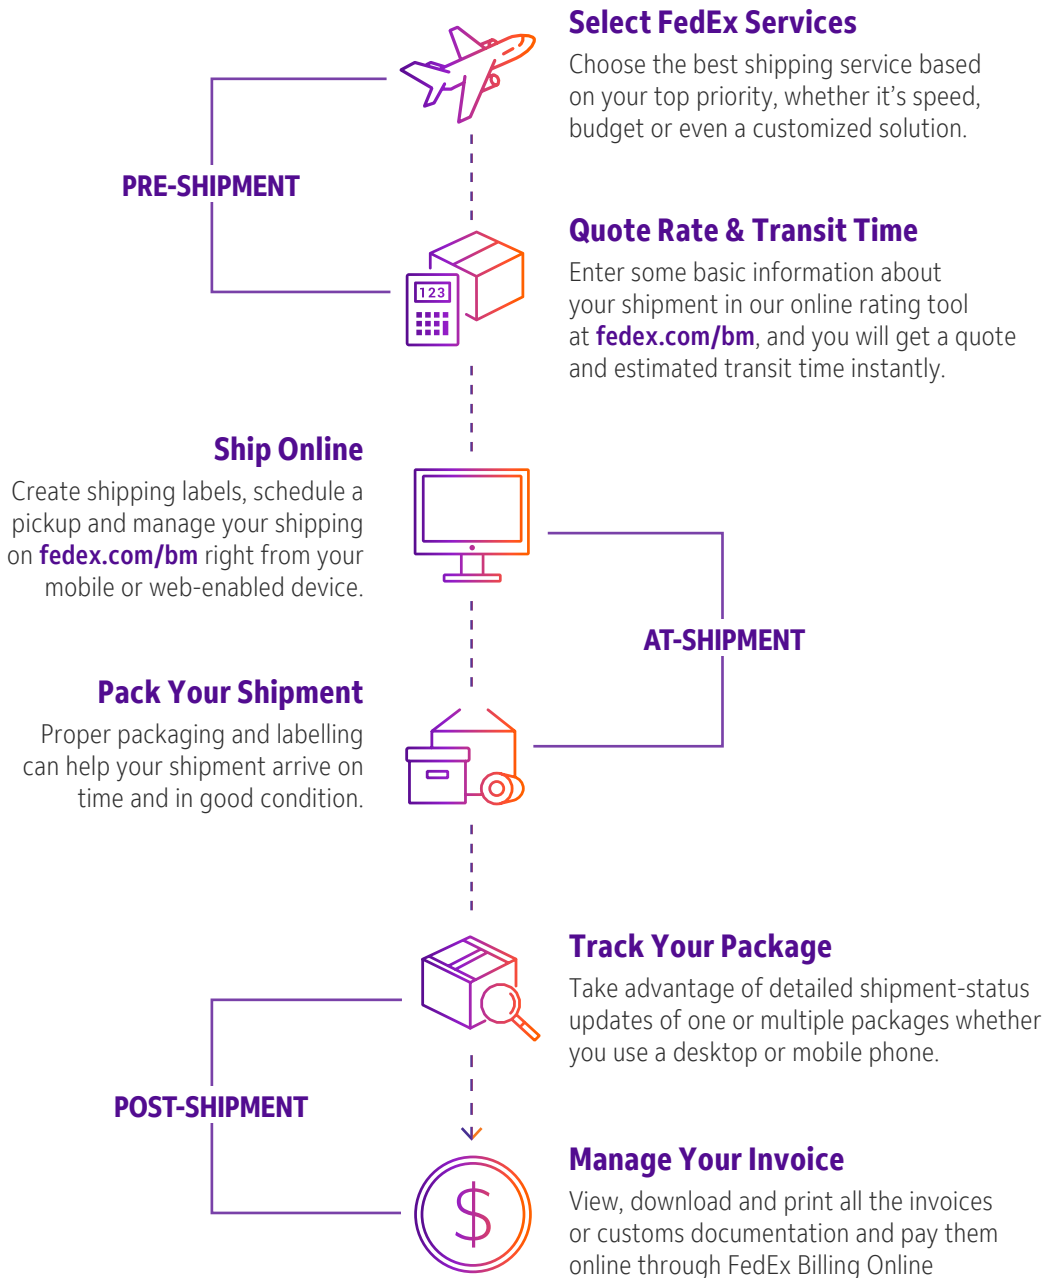 Select FedEx Services
Choose the best shipping service based
on your top priority, whether it’s speed,
budget or even a customized solution.
PRE-SHIPMENT
Quote Rate & Transit Time
Enter some basic information about
your shipment in our online rating tool
at fedex.com/bm, and you will get a quote
and estimated transit time instantly.
123
Ship Online
Create shipping labels, schedule a
pickup and manage your shipping
on fedex.com/bm right from your
mobile or web-enabled device.
AT-SHIPMENT
Pack Your Shipment
Proper packaging and labelling
can help your shipment arrive on
time and in good condition.
Track Your Package
Take advantage of detailed shipment-status
updates of one or multiple packages whether
you use a desktop or mobile phone.
POST-SHIPMENT
Manage Your Invoice
View, download and print all the invoices
or customs documentation and pay them
online through FedEx Billing Online
$